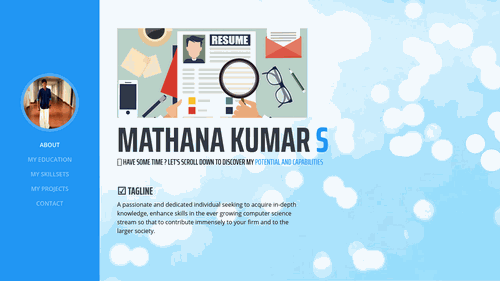 RESUME
ABOUT
MY EDUCATION
MY SKILLSETS
MY PROJECTS
CONTACT
MATHANA KUMAR S
HAVE SOME TIME ? LET'S SCROLL DOWN TO DISCOVER MY POTENTIAL AND CAPABILITIES
☑ TAGLINE
A passionate and dedicated individual seeking to acquire in-depth
knowledge, enhance skills in the ever growing computer science
stream so that to contribute immensely to your firm and to the
larger society.